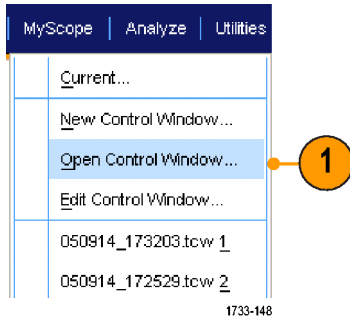 MyScope | Analyze | Utilities
Current...
New Control Window...
Open Control Window...
1
Edit Control Window...
050914_173203.tcw 1
050914_172529.tcw 2
1733-148